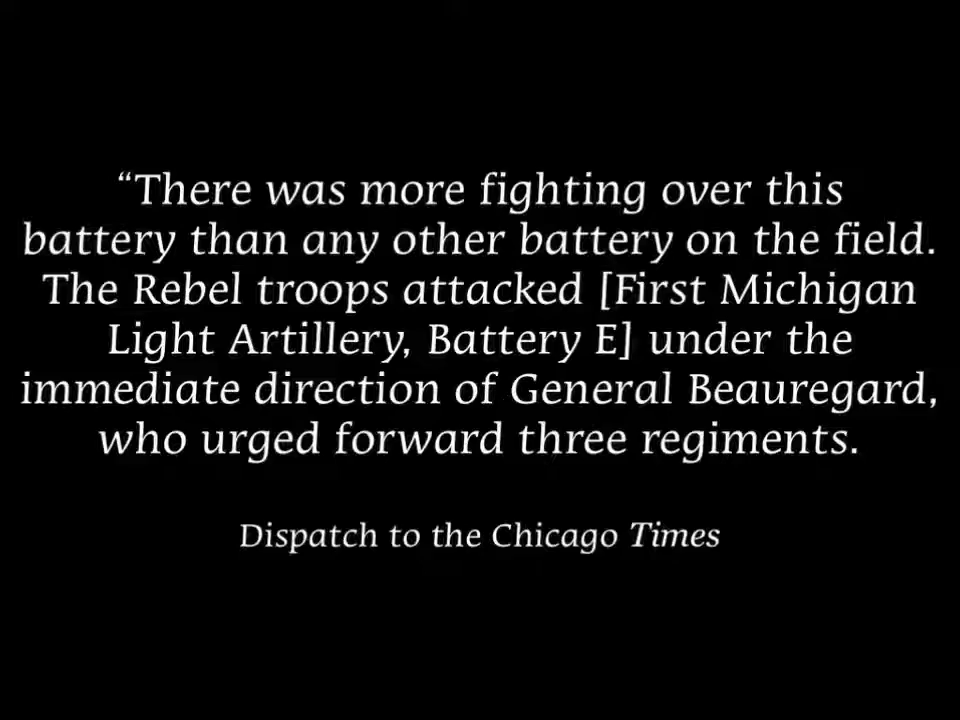 “There was more fighting over this
battery than any other battery on the field.
The Rebel troops attacked [First Michigan
Light Artillery, Battery E] under the
immediate direction of General Beauregard,
who urged forward three regiments.
Dispatch to the Chicago Times